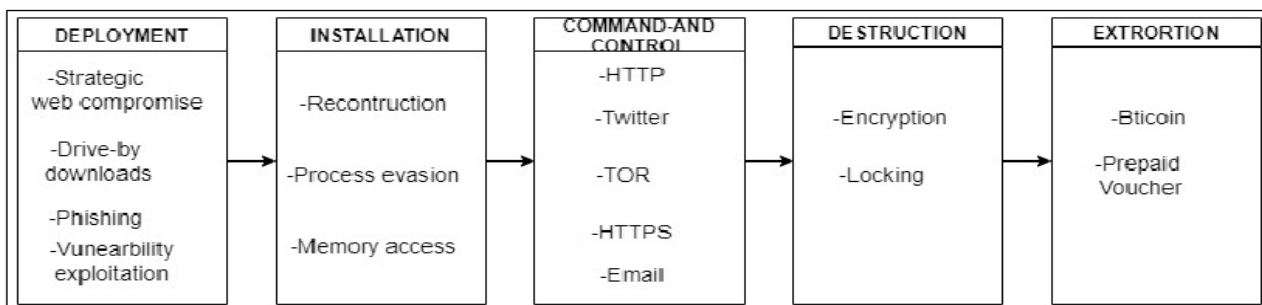 DEPLOYMENT
-Strategic
web compromise
-Drive-by
downloads
-Phishing
-Vunearbility
exploitation
INSTALLATION
-Recontruction
-Process evasion
-Memory access
COMMAND-AND
CONTROL
-HTTP
-Twitter
-TOR
-HTTPS
-Email
DESTRUCTION
-Encryption
-Locking
EXTRORTION
-Bticoin
-Prepaid
Voucher